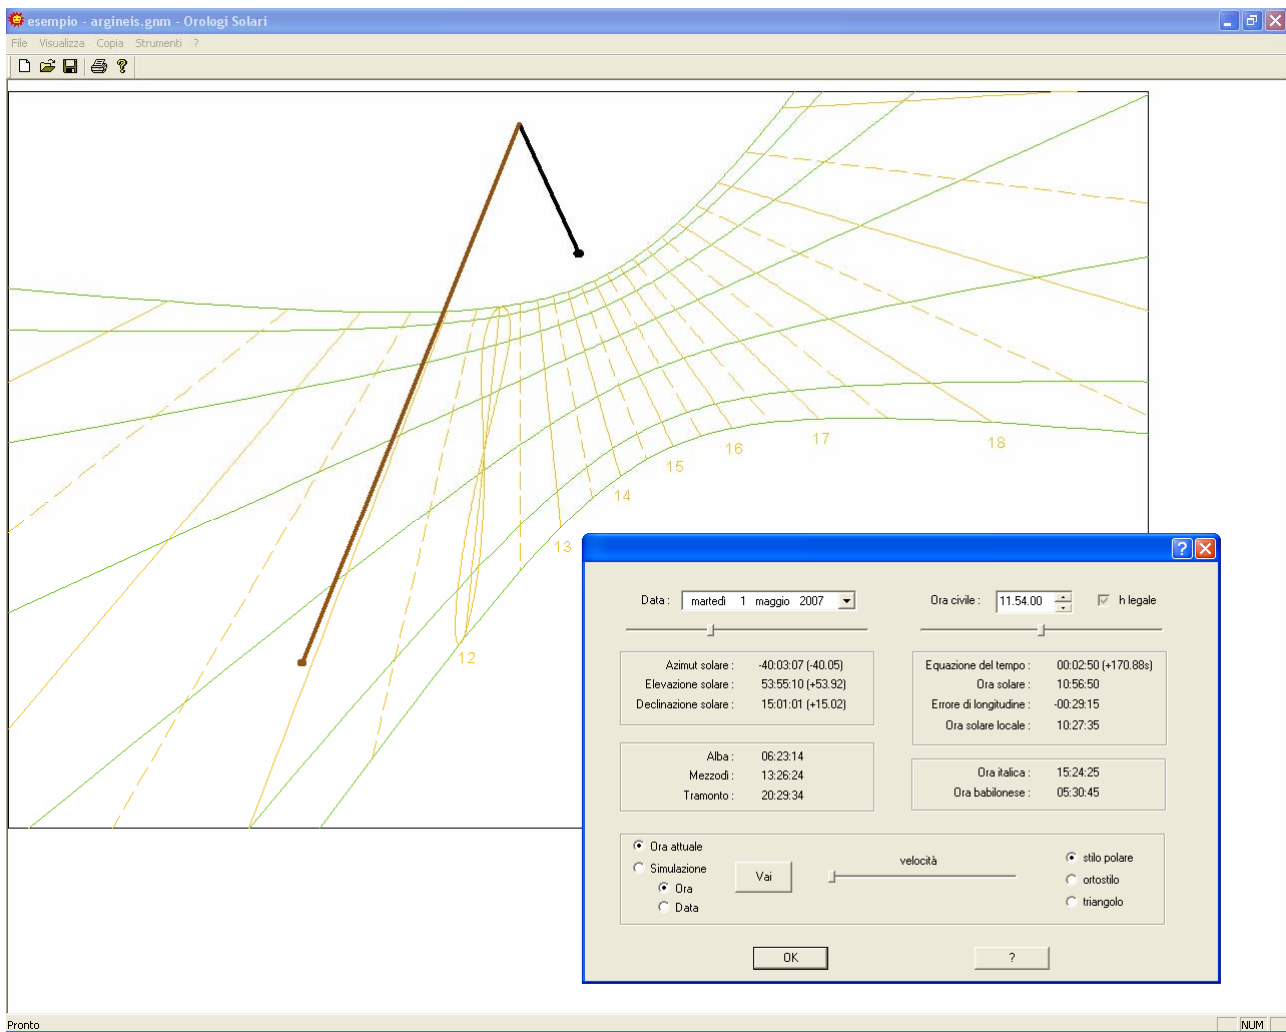 esempio - argineis.gnm - Orologi Solari
File Visualizza Copia Strumenti ?
12
13
14
15
16
17
18
Data : martedì 1 maggio 2007
Ora civile : 11.54.00 h legale
Azimut solare : -40:03:07 (-40.05)
Elevazione solare : 53:55:10 (+53.92)
Declinazione solare : 15:01:01 (+15.02)
Equazione del tempo : 00:02:50 (+170.88s)
Ora solare : 10:56:50
Errore di longitudine : -00:29:15
Ora solare locale : 10:27:35
Alba : 06:23:14
Mezzodì : 13:26:24
Tramonto : 20:29:34
Ora italica : 15:24:25
Ora babilonese : 05:30:45
Ora attuale
Simulazione
Ora
Data
Vai
velocità
stilo polare
ortostilo
triangolo
OK
?
Pronto
NUM